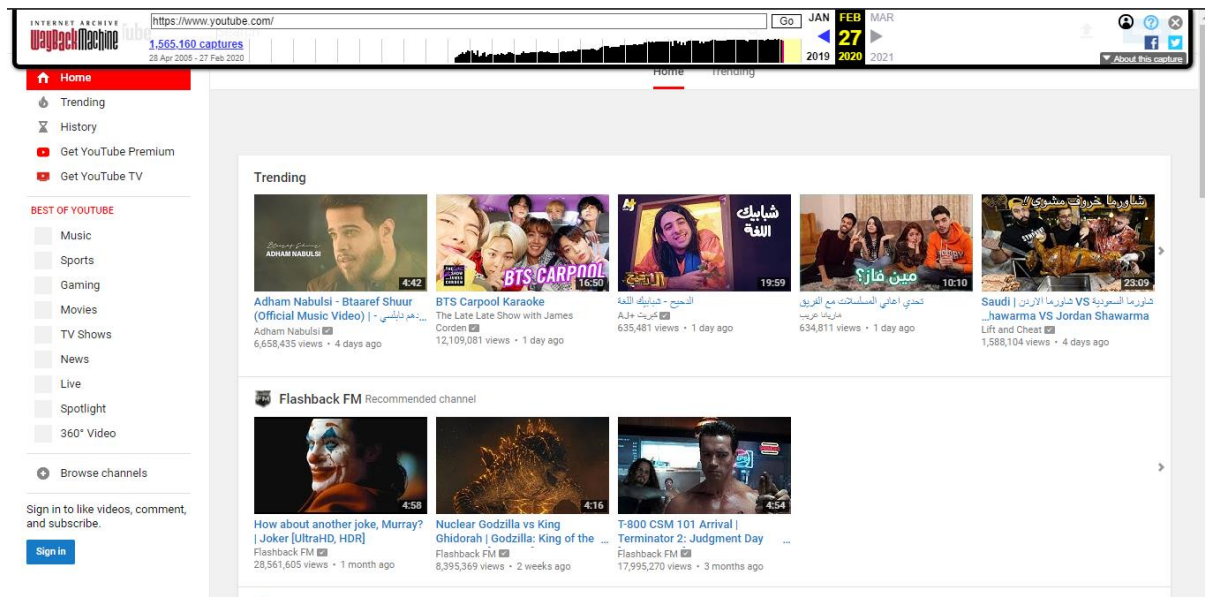 INTERNET ARCHIVE
WayBackMachine
https://www.youtube.com/
Go
JAN FEB MAR
27
2019 2020 2021
1,565,160 captures
28 Apr 2005 - 27 Feb 2020
About this capture
Home
Trending
History
Get YouTube Premium
Get YouTube TV
BEST OF YOUTUBE
Music
Sports
Gaming
Movies
TV Shows
News
Live
Spotlight
360° Video
Browse channels
Sign in to like videos, comment,
and subscribe.
Sign in
Home Trending
Trending
ADHAM NABULSI
4:42
Adham Nabulsi - Btaaref Shuur
(Official Music Video) | - دهم نابلسي...
Adham Nabulsi
6,658,435 views • 4 days ago
THE LATE LATE SHOW JAMES CORDEN
BTS CARPOOL
16:50
BTS Carpool Karaoke
The Late Late Show with James
Corden
12,109,081 views • 1 day ago
شبابيك
اللغة
الدحيح
19:59
الدحيح - شبابيك اللغة
AJ+ كبريت
635,481 views • 1 day ago
مين فاز؟
10:10
تحدي اغاني المسلسلات مع الفريق
ماريانا غريب
634,811 views • 1 day ago
شاورما خروف مشوي!!
23:09
Saudi | شاورما السعودية VS شاورما الاردن
...hawarma VS Jordan Shawarma
Lift and Cheat
1,588,104 views • 4 days ago
Flashback FM Recommended channel
4:58
How about another joke, Murray?
| Joker [UltraHD, HDR]
Flashback FM
28,561,605 views • 1 month ago
4:16
Nuclear Godzilla vs King
Ghidorah | Godzilla: King of the ...
Flashback FM
8,395,369 views • 2 weeks ago
4:54
T-800 CSM 101 Arrival |
Terminator 2: Judgment Day ...
Flashback FM
17,995,270 views • 3 months ago